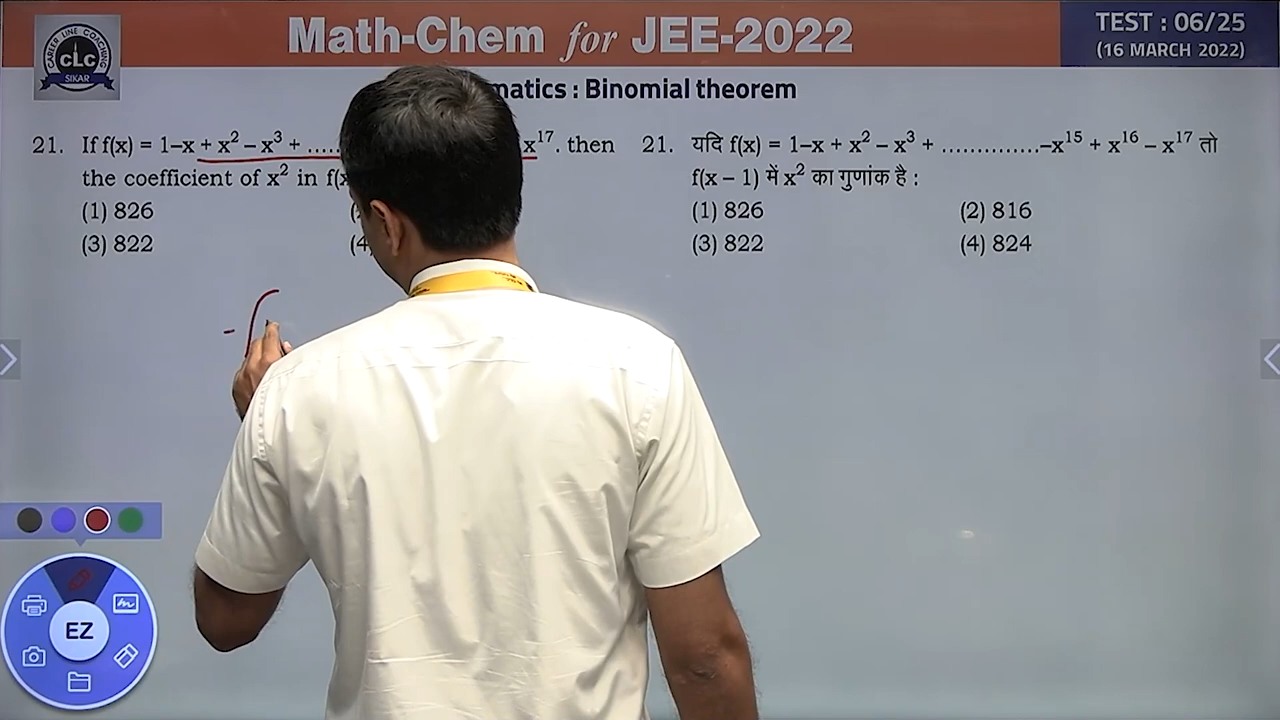 Math-Chem for JEE-2022
TEST : 06/25
(16 MARCH 2022)
CAREER LINE COACHING
CLC
SIKAR
: Binomial theorem
21. If f(x) = 1–x + x² – x³ + ..... x¹⁷. then
the coefficient of x² in
(1) 826
(3) 822
21. यदि f(x) = 1–x + x² – x³ + ..............–x¹⁵ + x¹⁶ – x¹⁷ तो
f(x – 1) में x² का गुणांक है :
(1) 826 (2) 816
(3) 822 (4) 824
EZ